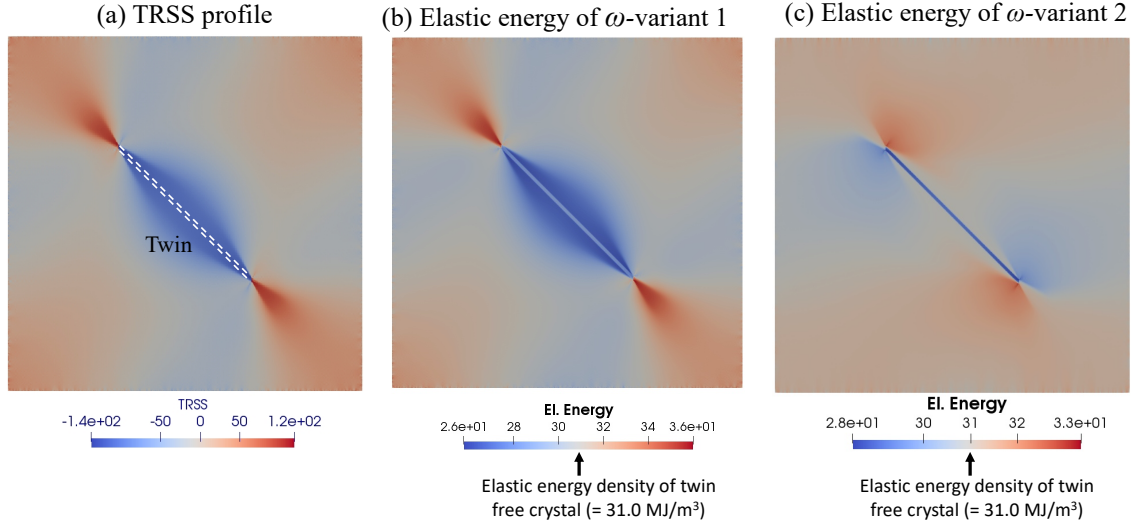 (a) TRSS profile
(b) Elastic energy of ω-variant 1
(c) Elastic energy of ω-variant 2
Twin
TRSS
-1.4e+02 -50 0 50 1.2e+02
El. Energy
2.6e+01 28 30 32 34 3.6e+01
Elastic energy density of twin
free crystal (= 31.0 MJ/m³)
El. Energy
2.8e+01 30 31 32 3.3e+01
Elastic energy density of twin
free crystal (= 31.0 MJ/m³)